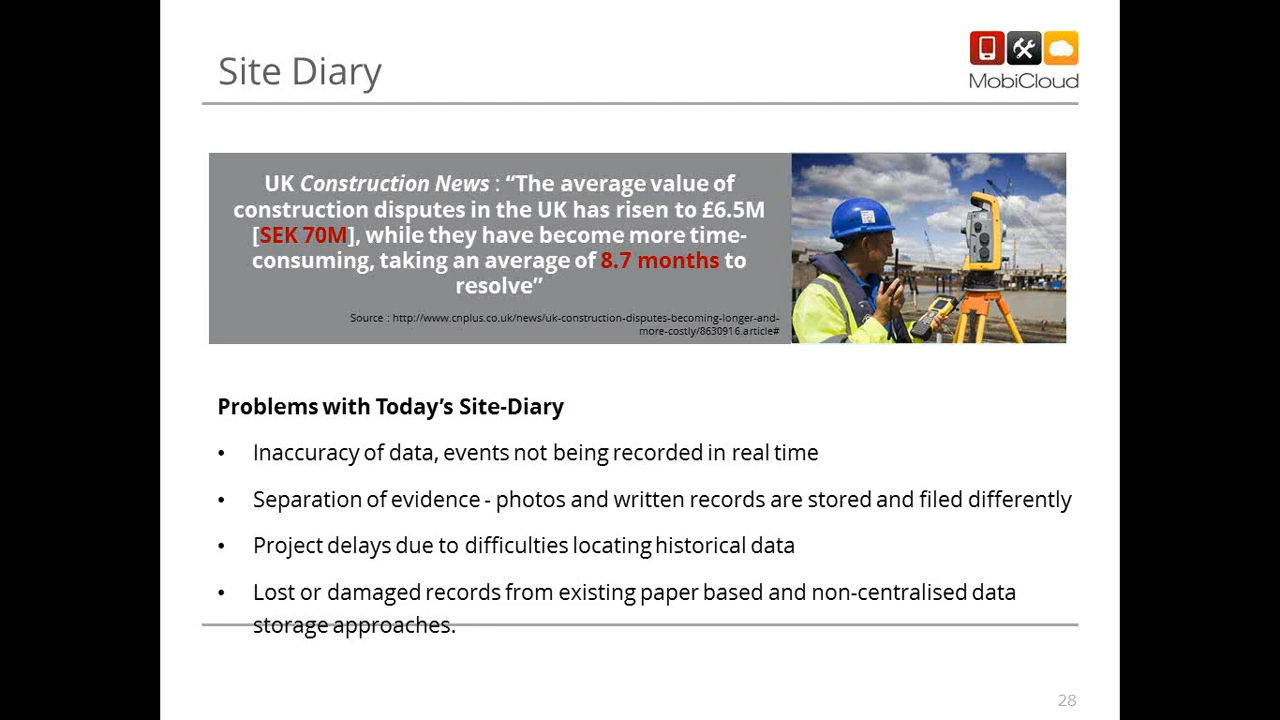 Site Diary
MobiCloud
UK Construction News : “The average value of
construction disputes in the UK has risen to £6.5M
[SEK 70M], while they have become more time-
consuming, taking an average of 8.7 months to
resolve”
Source : http://www.cnplus.co.uk/news/uk-construction-disputes-becoming-longer-and-
more-costly/8630916.article#
Problems with Today’s Site-Diary
• Inaccuracy of data, events not being recorded in real time
• Separation of evidence - photos and written records are stored and filed differently
• Project delays due to difficulties locating historical data
• Lost or damaged records from existing paper based and non-centralised data
storage approaches.
28